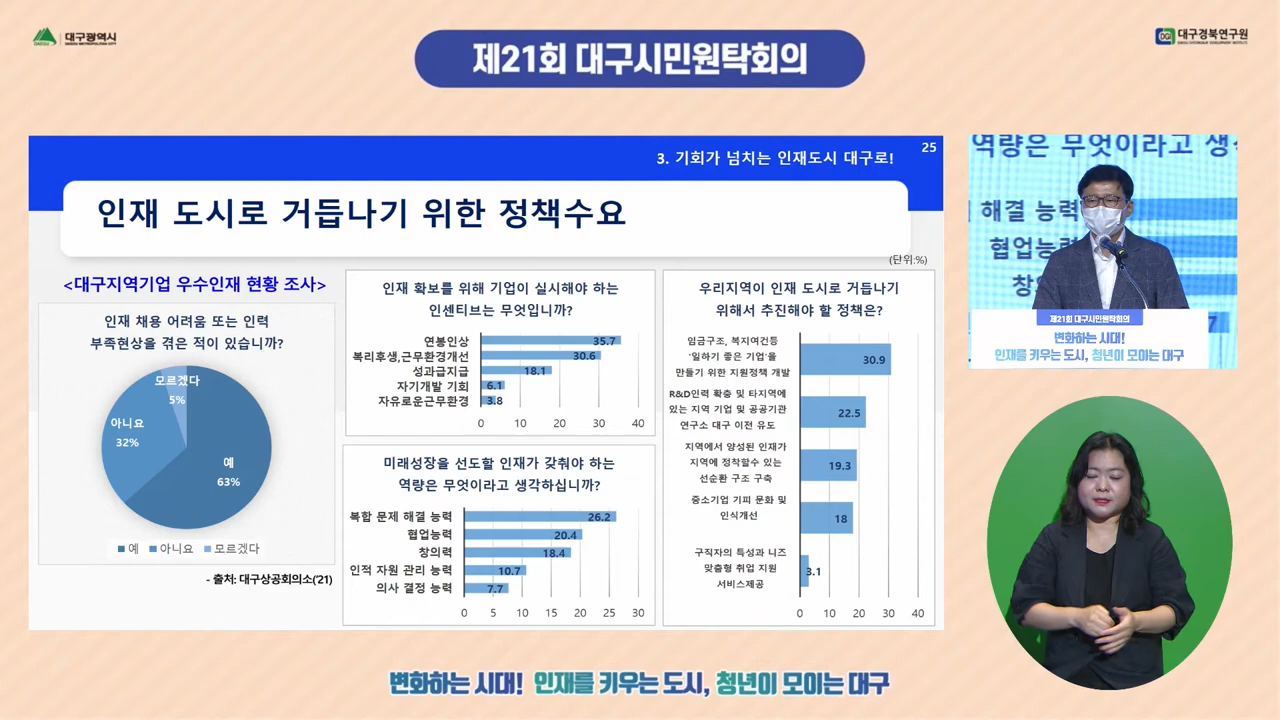 대구광역시
DAEGU METROPOLITAN CITY
제21회 대구시민원탁회의
DGI 대구경북연구원
25
3. 기회가 넘치는 인재도시 대구로!
인재 도시로 거듭나기 위한 정책수요
(단위:%)
<대구지역기업 우수인재 현황 조사>
인재 채용 어려움 또는 인력
부족현상을 겪은 적이 있습니까?
모르겠다
5%
아니요
32%
예
63%
예 아니요 모르겠다
- 출처: 대구상공회의소('21)
인재 확보를 위해 기업이 실시해야 하는
인센티브는 무엇입니까?
연봉인상 35.7
복리후생,근무환경개선 30.6
성과급지급 18.1
자기개발 기회 6.1
자유로운근무환경 3.8
0 10 20 30 40
미래성장을 선도할 인재가 갖춰야 하는
역량은 무엇이라고 생각하십니까?
복합 문제 해결 능력 26.2
협업능력 20.4
창의력 18.4
인적 자원 관리 능력 10.7
의사 결정 능력 7.7
0 5 10 15 20 25 30
우리지역이 인재 도시로 거듭나기
위해서 추진해야 할 정책은?
임금구조, 복지여건등
'일하기 좋은 기업'을
만들기 위한 지원정책 개발
30.9
R&D인력 확충 및 타지역에
있는 지역 기업 및 공공기관
연구소 대구 이전 유도
22.5
지역에서 양성된 인재가
지역에 정착할수 있는
선순환 구조 구축
19.3
중소기업 기피 문화 및
인식개선
18
구직자의 특성과 니즈
맞춤형 취업 지원
서비스제공
3.1
0 10 20 30 40
역량은 무엇이라고 생
해결 능력
협업능력
7
제21회 대구시민원탁회의
변화하는 시대!
인재를 키우는 도시, 청년이 모이는 대구
변화하는 시대! 인재를 키우는 도시, 청년이 모이는 대구